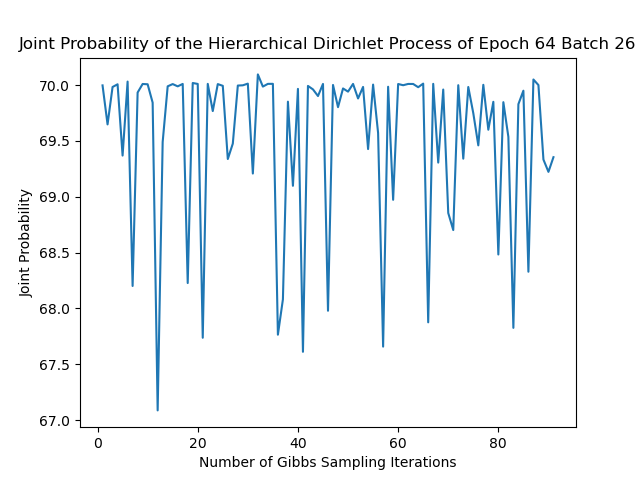 Joint Probability of the Hierarchical Dirichlet Process of Epoch 64 Batch 26
70.0
69.5
69.0
68.5
68.0
67.5
67.0
Joint Probability
0 20 40 60 80
Number of Gibbs Sampling Iterations